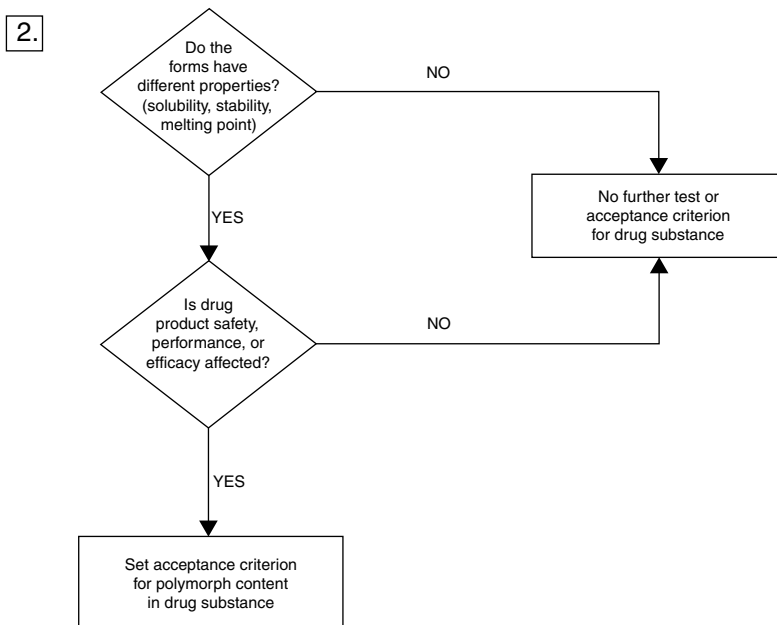 2.
Do the
forms have
different properties?
(solubility, stability,
melting point)
NO
No further test or
acceptance criterion
for drug substance
YES
Is drug
product safety,
performance, or
efficacy affected?
NO
YES
Set acceptance criterion
for polymorph content
in drug substance